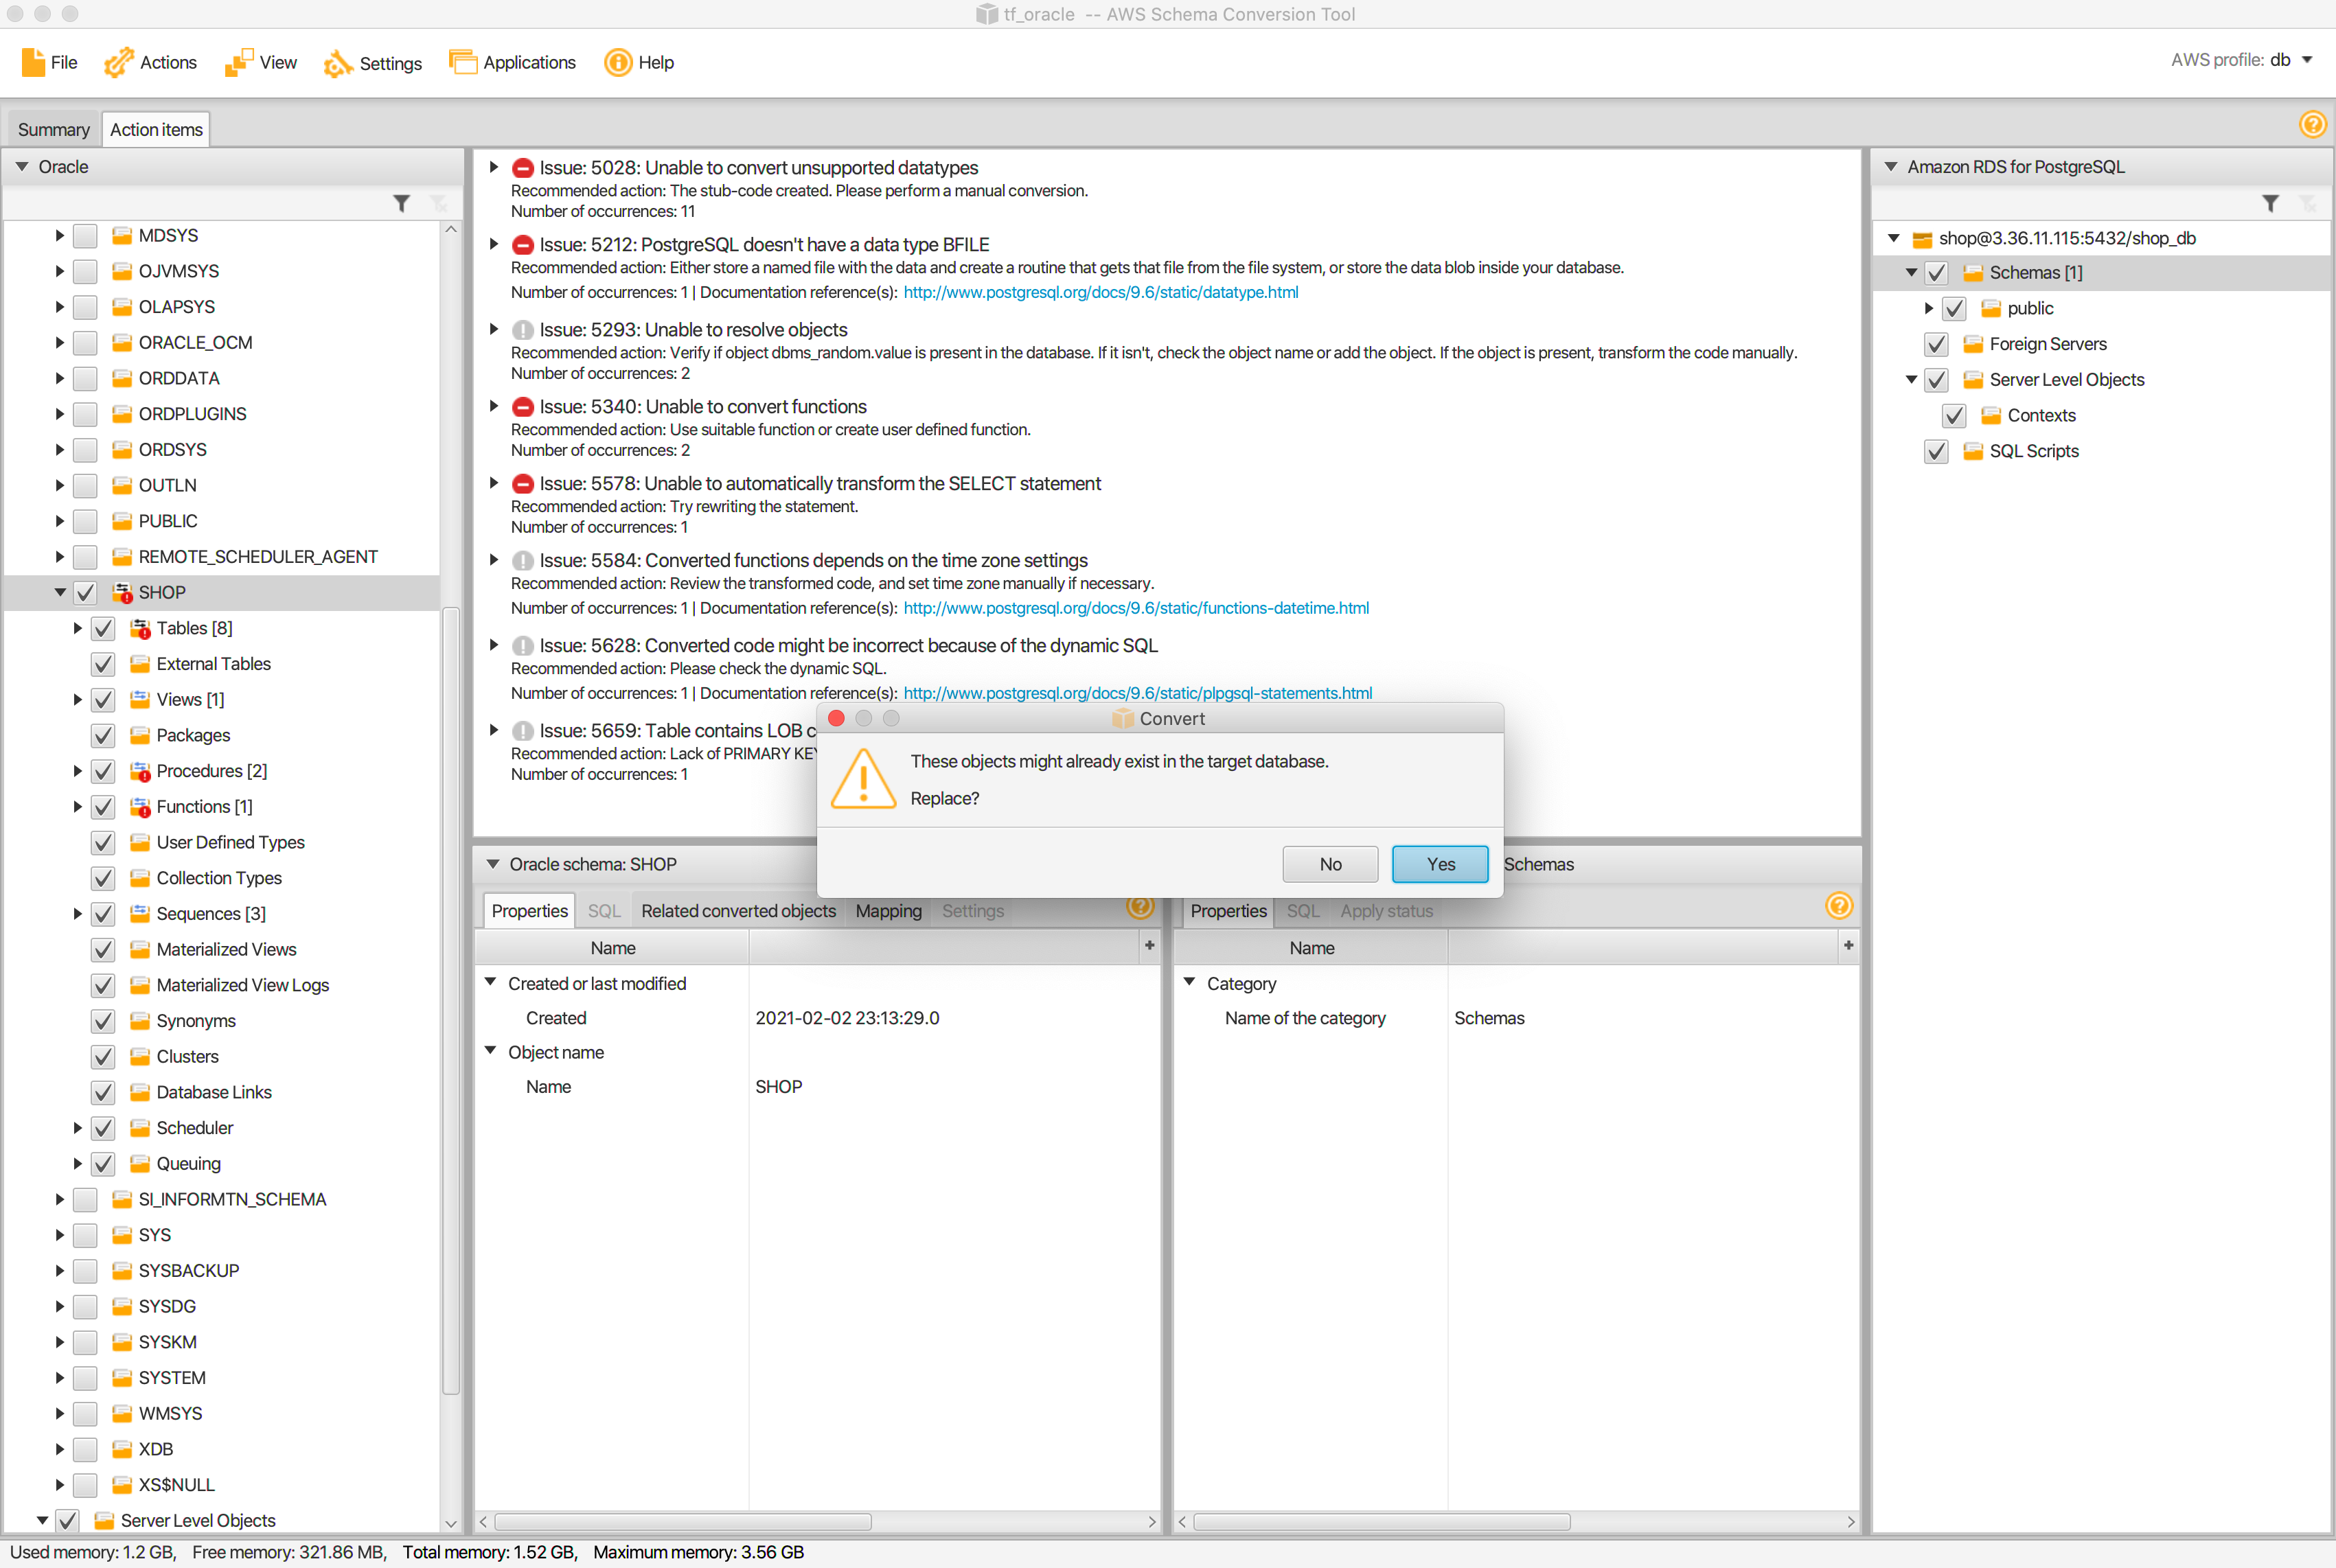 tf_oracle -- AWS Schema Conversion Tool
File Actions View Settings Applications Help
AWS profile: db
Summary Action items
Oracle
MDSYS
OJVMSYS
OLAPSYS
ORACLE_OCM
ORDDATA
ORDPLUGINS
ORDSYS
OUTLN
PUBLIC
REMOTE_SCHEDULER_AGENT
SHOP
Tables [8]
External Tables
Views [1]
Packages
Procedures [2]
Functions [1]
User Defined Types
Collection Types
Sequences [3]
Materialized Views
Materialized View Logs
Synonyms
Clusters
Database Links
Scheduler
Queuing
SI_INFORMTN_SCHEMA
SYS
SYSBACKUP
SYSDG
SYSKM
SYSTEM
WMSYS
XDB
XS$NULL
Server Level Objects
Issue: 5028: Unable to convert unsupported datatypes
Recommended action: The stub-code created. Please perform a manual conversion.
Number of occurrences: 11
Issue: 5212: PostgreSQL doesn't have a data type BFILE
Recommended action: Either store a named file with the data and create a routine that gets that file from the file system, or store the data blob inside your database.
Number of occurrences: 1 | Documentation reference(s): http://www.postgresql.org/docs/9.6/static/datatype.html
Issue: 5293: Unable to resolve objects
Recommended action: Verify if object dbms_random.value is present in the database. If it isn't, check the object name or add the object. If the object is present, transform the code manually.
Number of occurrences: 2
Issue: 5340: Unable to convert functions
Recommended action: Use suitable function or create user defined function.
Number of occurrences: 2
Issue: 5578: Unable to automatically transform the SELECT statement
Recommended action: Try rewriting the statement.
Number of occurrences: 1
Issue: 5584: Converted functions depends on the time zone settings
Recommended action: Review the transformed code, and set time zone manually if necessary.
Number of occurrences: 1 | Documentation reference(s): http://www.postgresql.org/docs/9.6/static/functions-datetime.html
Issue: 5628: Converted code might be incorrect because of the dynamic SQL
Recommended action: Please check the dynamic SQL.
Number of occurrences: 1 | Documentation reference(s): http://www.postgresql.org/docs/9.6/static/plpgsql-statements.html
Issue: 5659: Table contains LOB c
Recommended action: Lack of PRIMARY KEY
Number of occurrences: 1
Convert
These objects might already exist in the target database.
Replace?
No Yes
Oracle schema: SHOP
Properties SQL Related converted objects Mapping Settings
Name
Created or last modified
Created 2021-02-02 23:13:29.0
Object name
Name SHOP
Schemas
Properties SQL Apply status
Name
Category
Name of the category Schemas
Amazon RDS for PostgreSQL
shop@3.36.11.115:5432/shop_db
Schemas [1]
public
Foreign Servers
Server Level Objects
Contexts
SQL Scripts
Used memory: 1.2 GB, Free memory: 321.86 MB, Total memory: 1.52 GB, Maximum memory: 3.56 GB